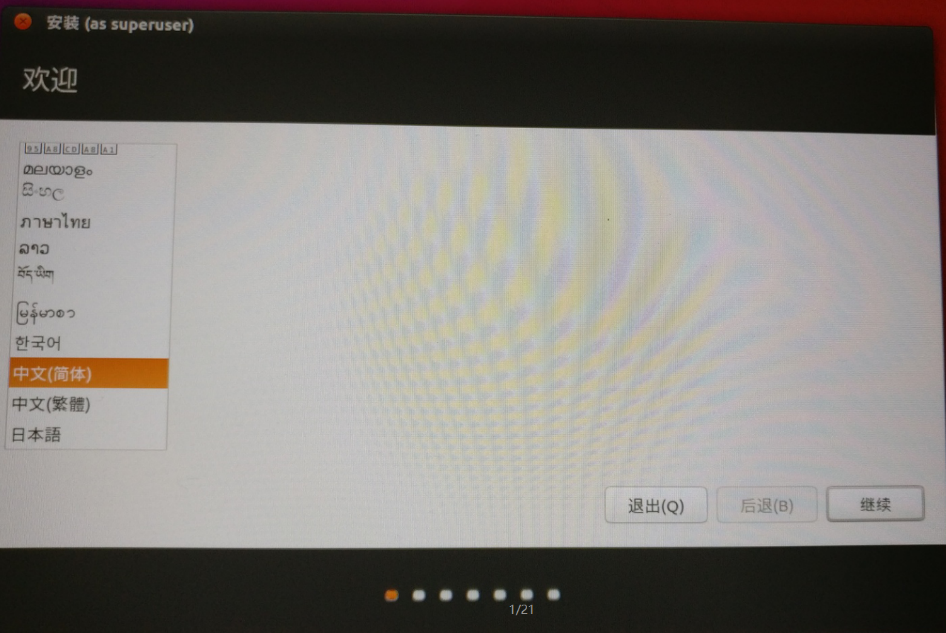 安装 (as superuser)
欢迎
മലയാളം
සිංහල
ภาษาไทย
ລາວ
བོད་ཡིག
မြန်မာစာ
한국어
中文(简体)
中文(繁體)
日本語
退出(Q)
后退(B)
继续
1/21